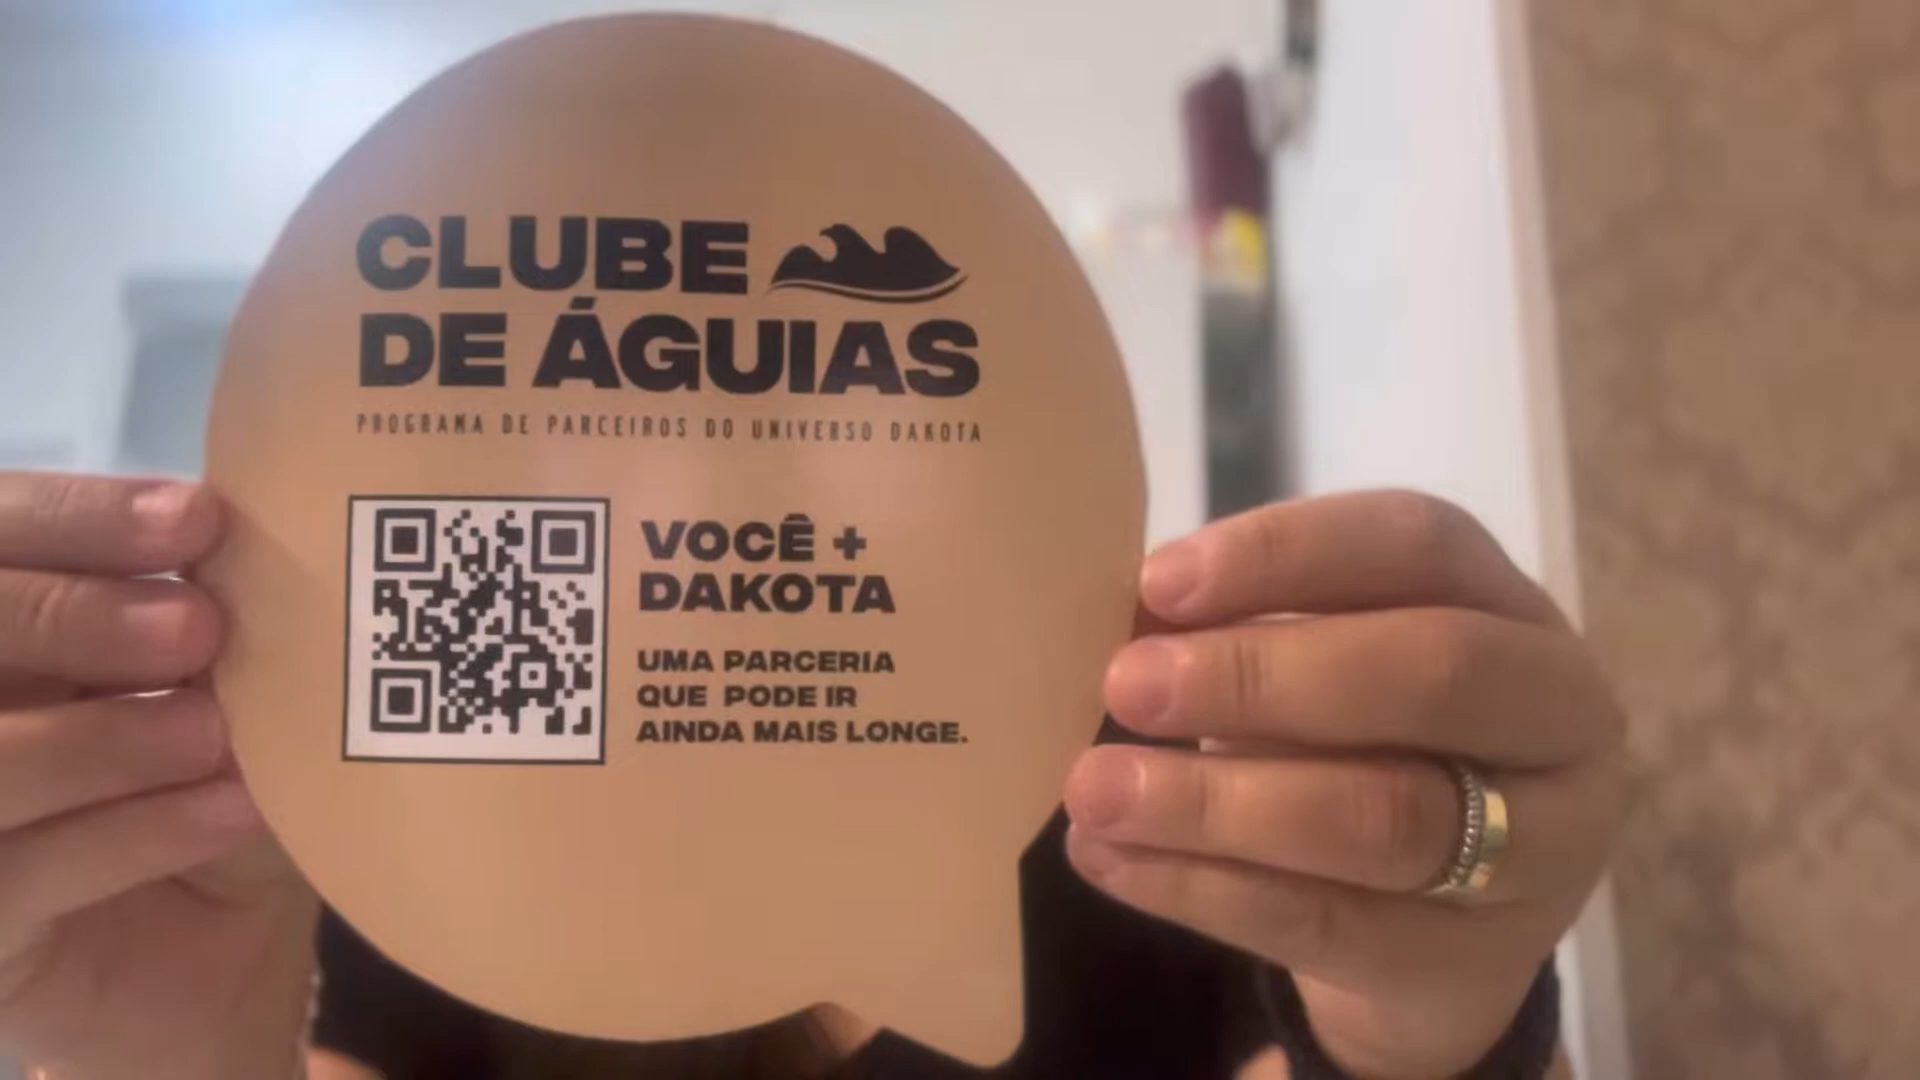 CLUBE
DE ÁGUIAS
PROGRAMA DE PARCEIROS DO UNIVERSO DAKOTA
VOCÊ +
DAKOTA
UMA PARCERIA
QUE PODE IR
AINDA MAIS LONGE.